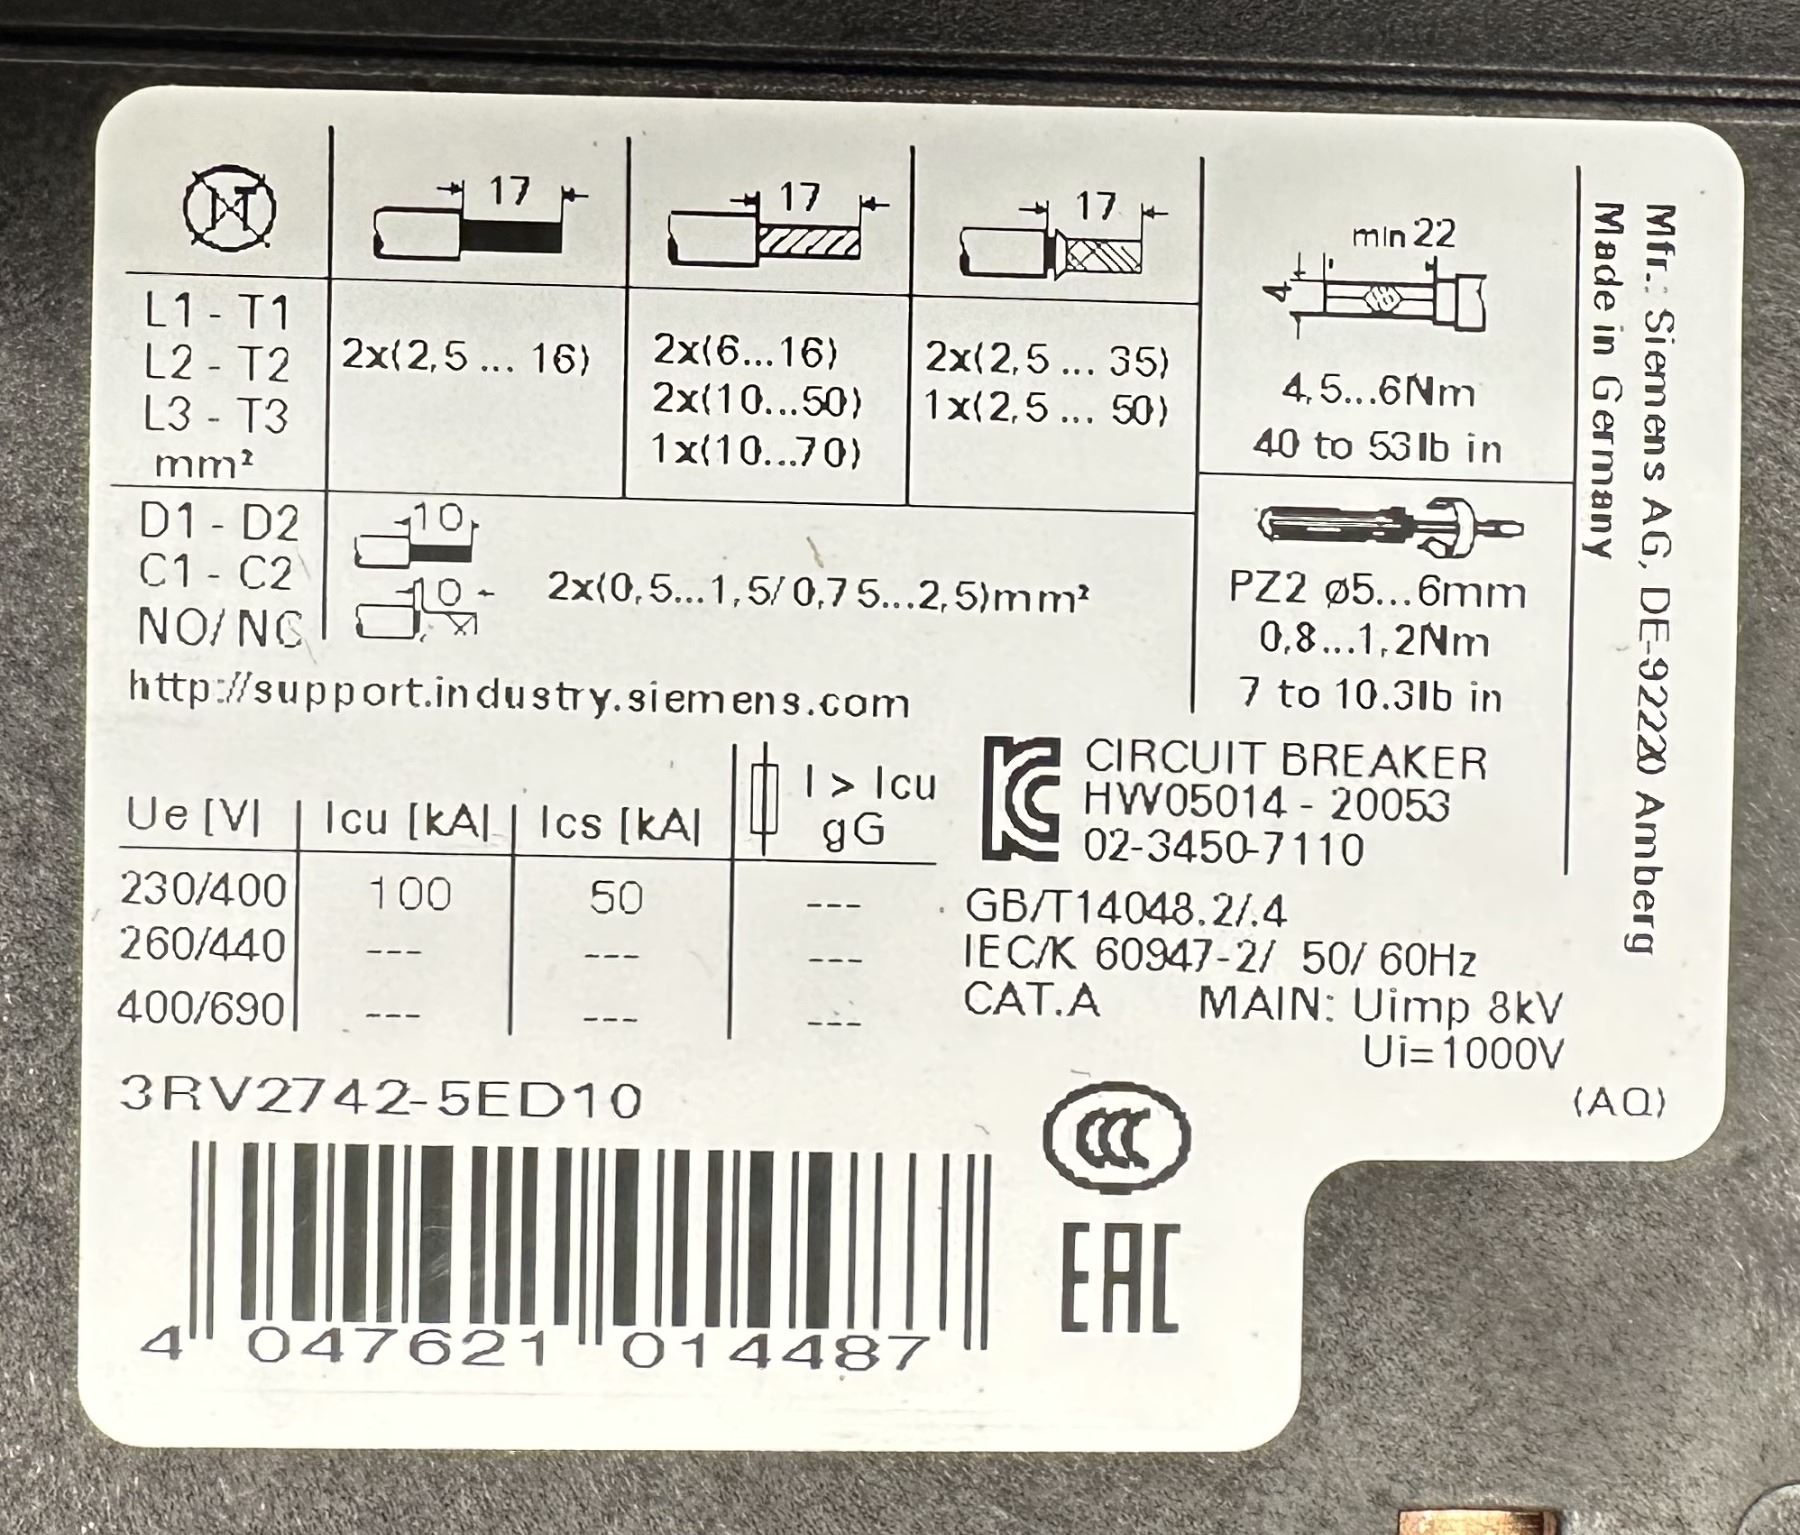 17
17
17
min 22
4
L1 - T1
L2 - T2
L3 - T3
mm²
2x(2,5 ... 16)
2x(6...16)
2x(10...50)
1x(10...70)
2x(2,5 ... 35)
1x(2,5 ... 50)
4,5...6Nm
40 to 53lb in
D1 - D2
C1 - C2
NO/NC
10
10
2x(0,5...1,5/0,75...2,5)mm²
PZ2 ø5...6mm
0,8...1,2Nm
7 to 10.3lb in
http://support.industry.siemens.com
Ue [V] Icu [kA] Ics [kA] I > Icu
gG
230/400 100 50 ---
260/440 --- --- ---
400/690 --- --- ---
CIRCUIT BREAKER
HW05014 - 20053
02-3450-7110
GB/T14048.2/.4
IEC/K 60947-2/ 50/60Hz
CAT.A MAIN: Uimp 8kV
Ui=1000V
(AQ)
3RV2742-5ED10
CCC
EAC
4 047621 014487
Mfr.: Siemens AG, DE-92220 Amberg
Made in Germany